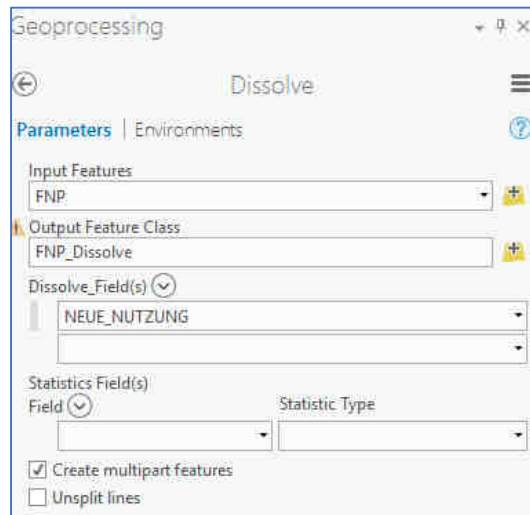 Geoprocessing
Dissolve
Parameters | Environments
Input Features
FNP
Output Feature Class
FNP_Dissolve
Dissolve_Field(s)
NEUE_NUTZUNG
Statistics Field(s)
Field Statistic Type
Create multipart features
Unsplit lines